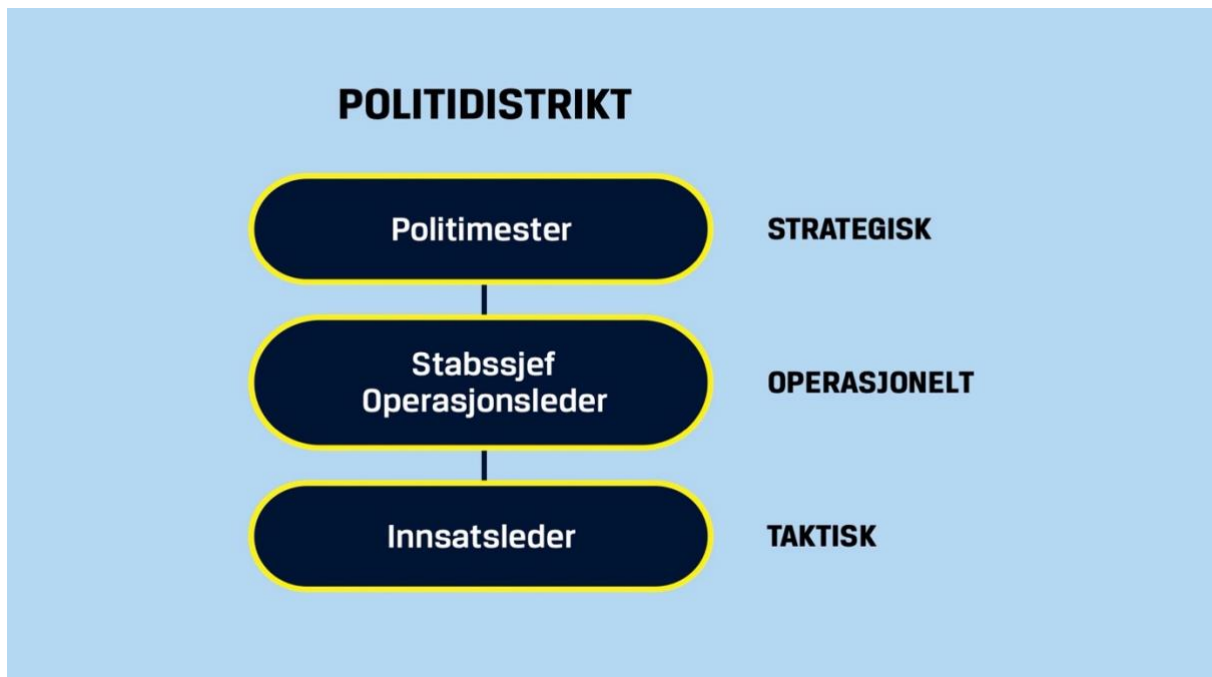 POLITIDISTRIKT
Politimester
STRATEGISK
Stabssjef
Operasjonsleder
OPERASJONELT
Innsatsleder
TAKTISK